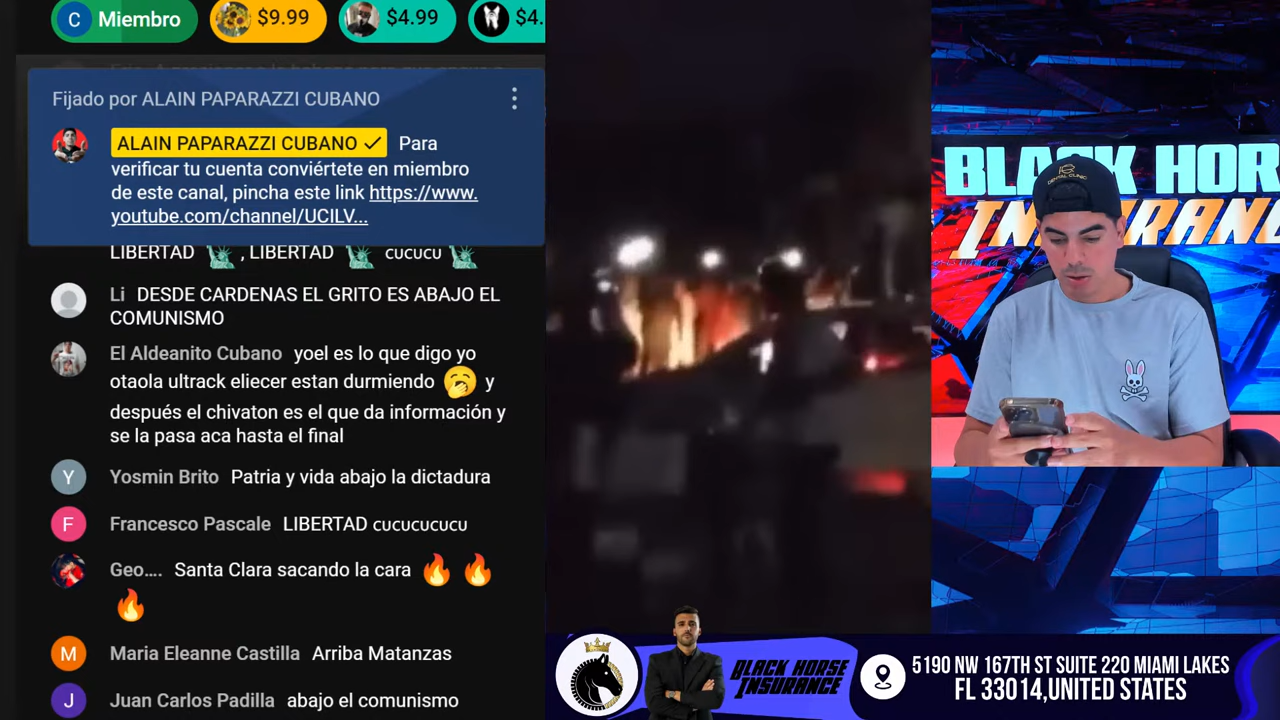 C Miembro
$9.99
$4.99
$4.
Fijado por ALAIN PAPARAZZI CUBANO
ALAIN PAPARAZZI CUBANO Para
verificar tu cuenta conviértete en miembro
de este canal, pincha este link https://www.
youtube.com/channel/UCILV...
LIBERTAD 🗽, LIBERTAD 🗽 cucucu 🗽
Li DESDE CARDENAS EL GRITO ES ABAJO EL
COMUNISMO
El Aldeanito Cubano yoel es lo que digo yo
otaola ultrack eliecer estan durmiendo 🥱 y
después el chivaton es el que da información y
se la pasa aca hasta el final
Y Yosmin Brito Patria y vida abajo la dictadura
F Francesco Pascale LIBERTAD cucucucucu
Geo.... Santa Clara sacando la cara 🔥 🔥
🔥
M Maria Eleanne Castilla Arriba Matanzas
J Juan Carlos Padilla abajo el comunismo
BLACK HOR
DENTAL CLINIC
BLACK HORSE
INSURANCE
5190 NW 167TH ST SUITE 220 MIAMI LAKES
FL 33014,UNITED STATES